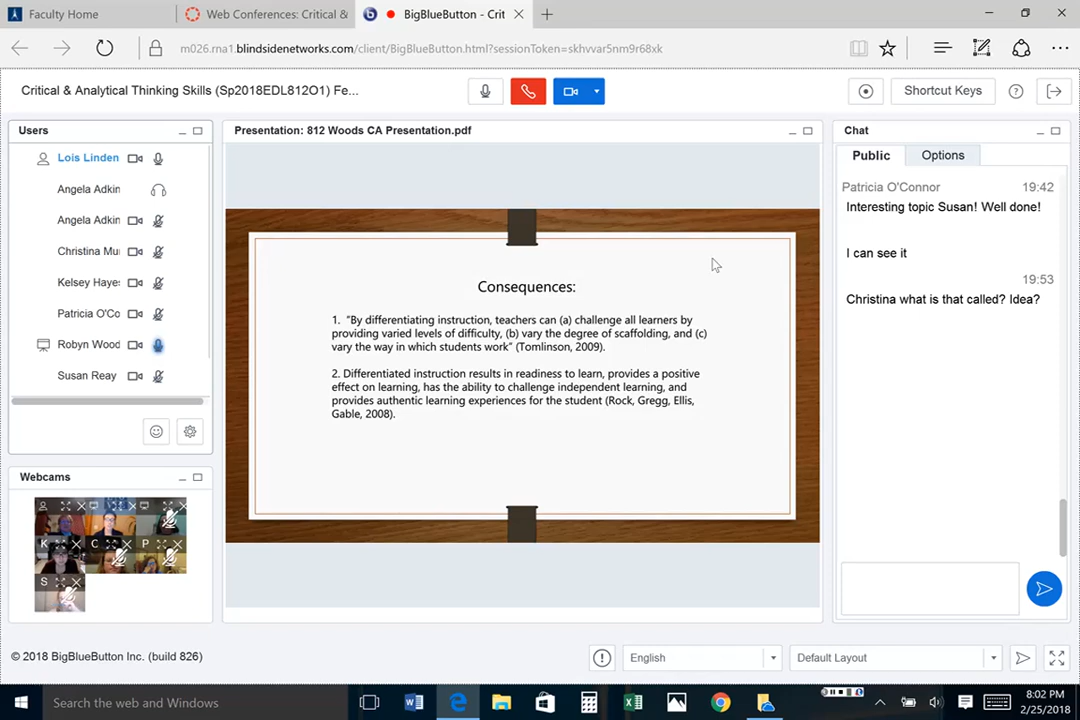 Faculty Home
Web Conferences: Critical &
BigBlueButton - Crit
m026.rna1.blindsidenetworks.com/client/BigBlueButton.html?sessionToken=skhvvar5nm9r68xk
Critical & Analytical Thinking Skills (Sp2018EDL812O1) Fe...
Shortcut Keys
Users
Lois Linden
Angela Adkin
Angela Adkin
Christina Mu
Kelsey Haye
Patricia O'Co
Robyn Wood
Susan Reay
Webcams
K C P
S
Presentation: 812 Woods CA Presentation.pdf
Consequences:
1. "By differentiating instruction, teachers can (a) challenge all learners by
providing varied levels of difficulty, (b) vary the degree of scaffolding, and (c)
vary the way in which students work" (Tomlinson, 2009).
2. Differentiated instruction results in readiness to learn, provides a positive
effect on learning, has the ability to challenge independent learning, and
provides authentic learning experiences for the student (Rock, Gregg, Ellis,
Gable, 2008).
Chat
Public Options
Patricia O'Connor 19:42
Interesting topic Susan! Well done!
I can see it
19:53
Christina what is that called? Idea?
© 2018 BigBlueButton Inc. (build 826)
English
Default Layout
Search the web and Windows
8:02 PM
2/25/2018